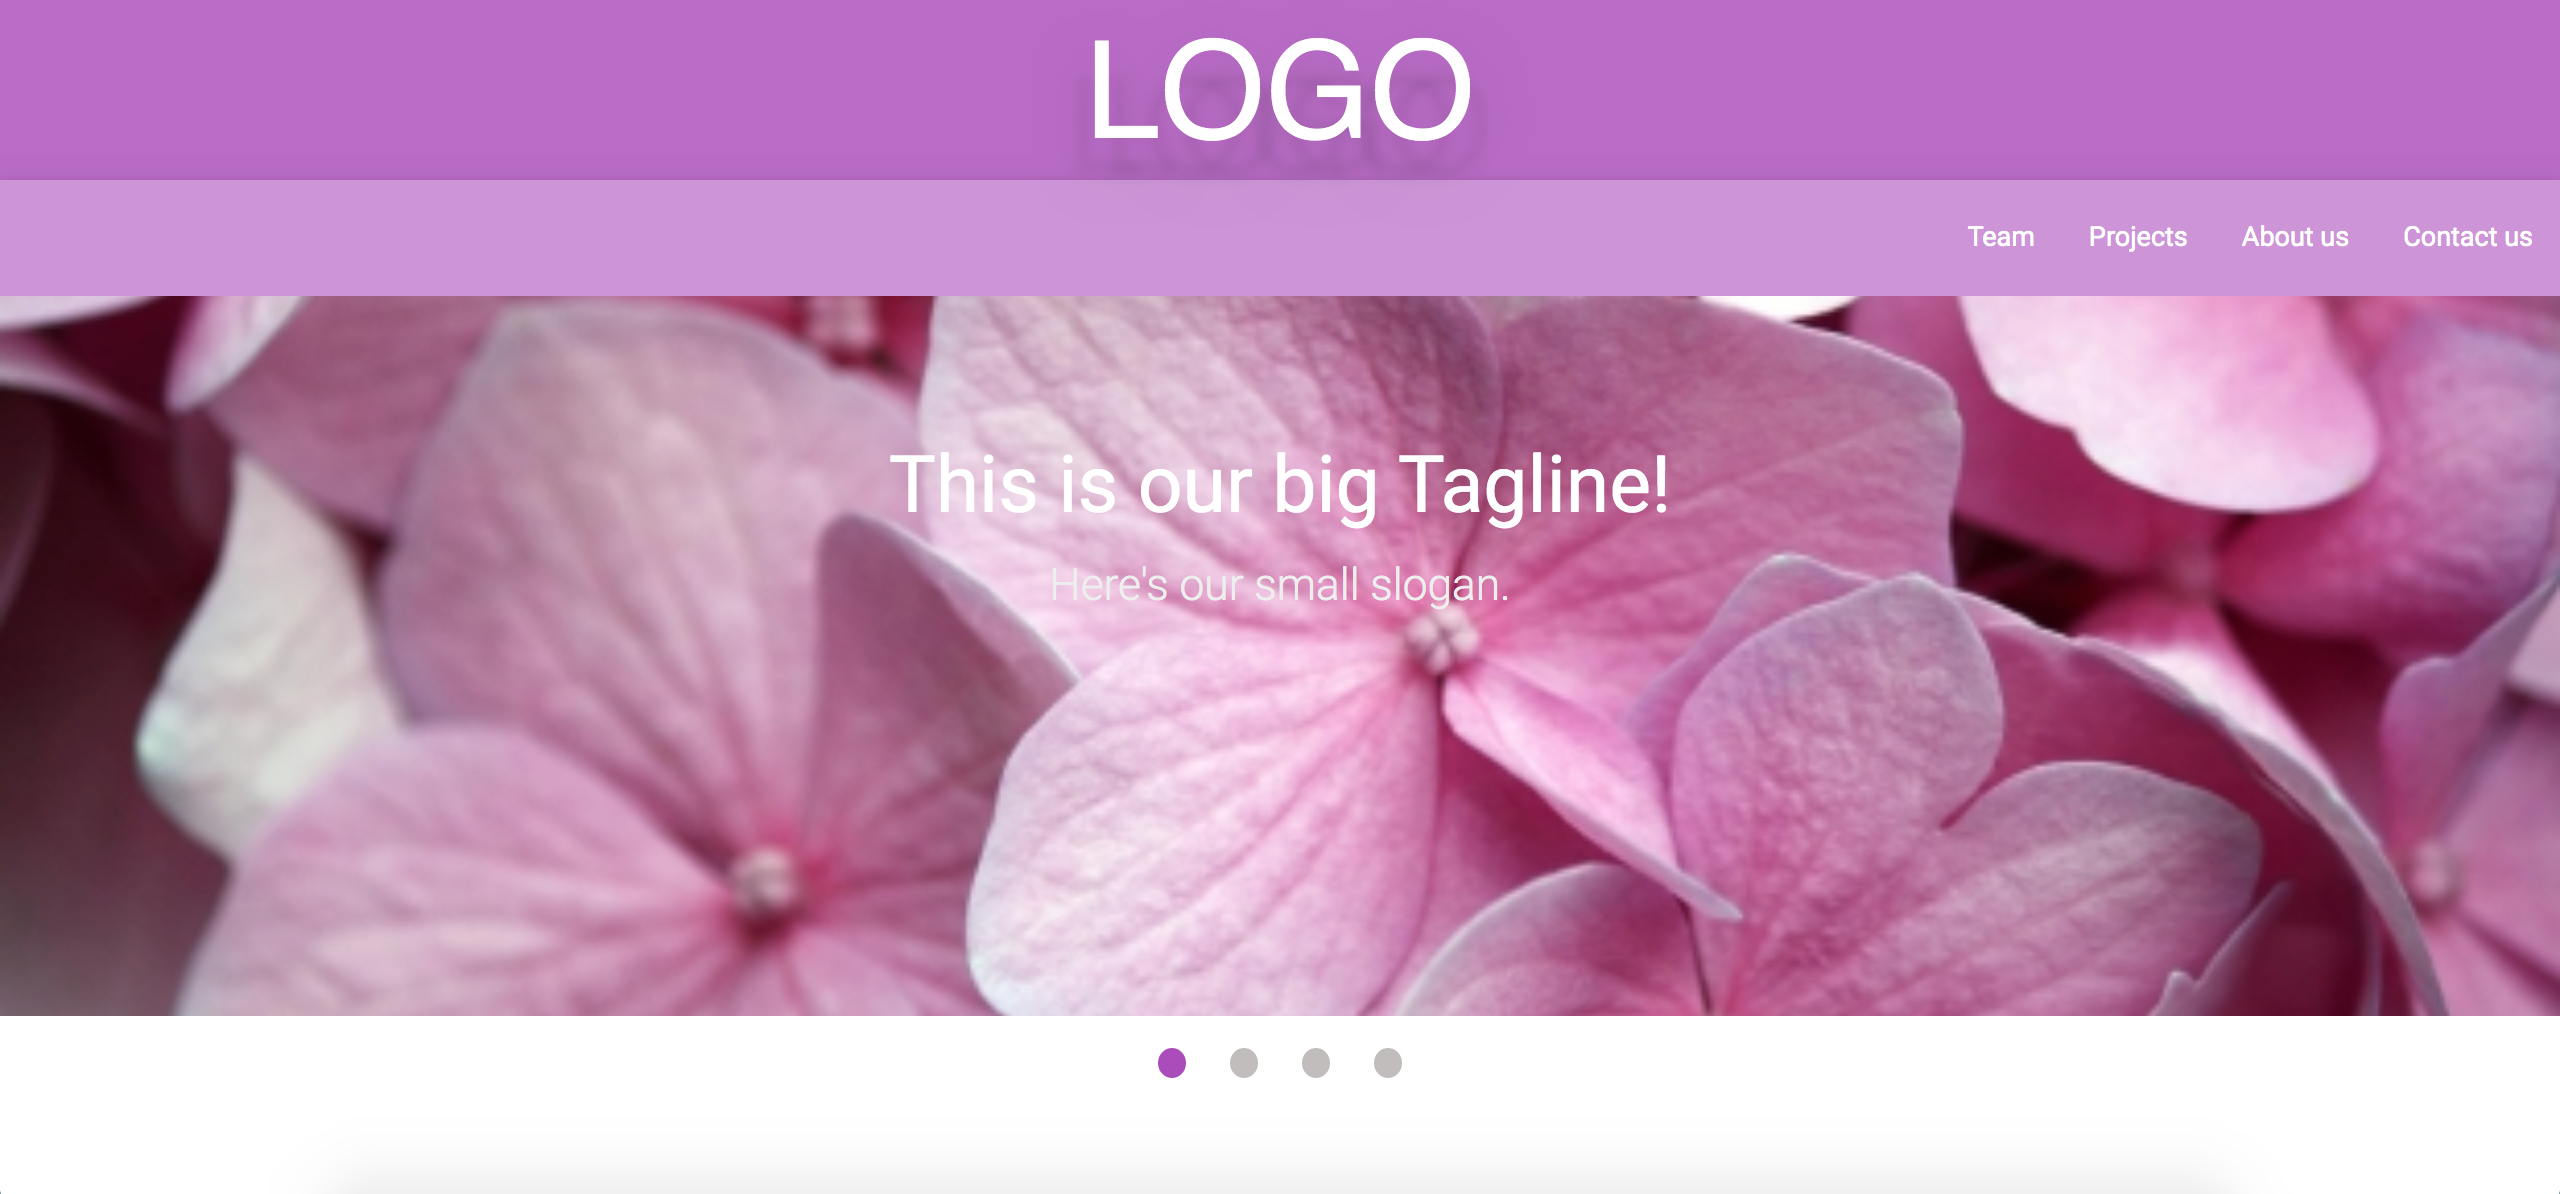 LOGO
Team Projects About us Contact us
This is our big Tagline!
Here's our small slogan.